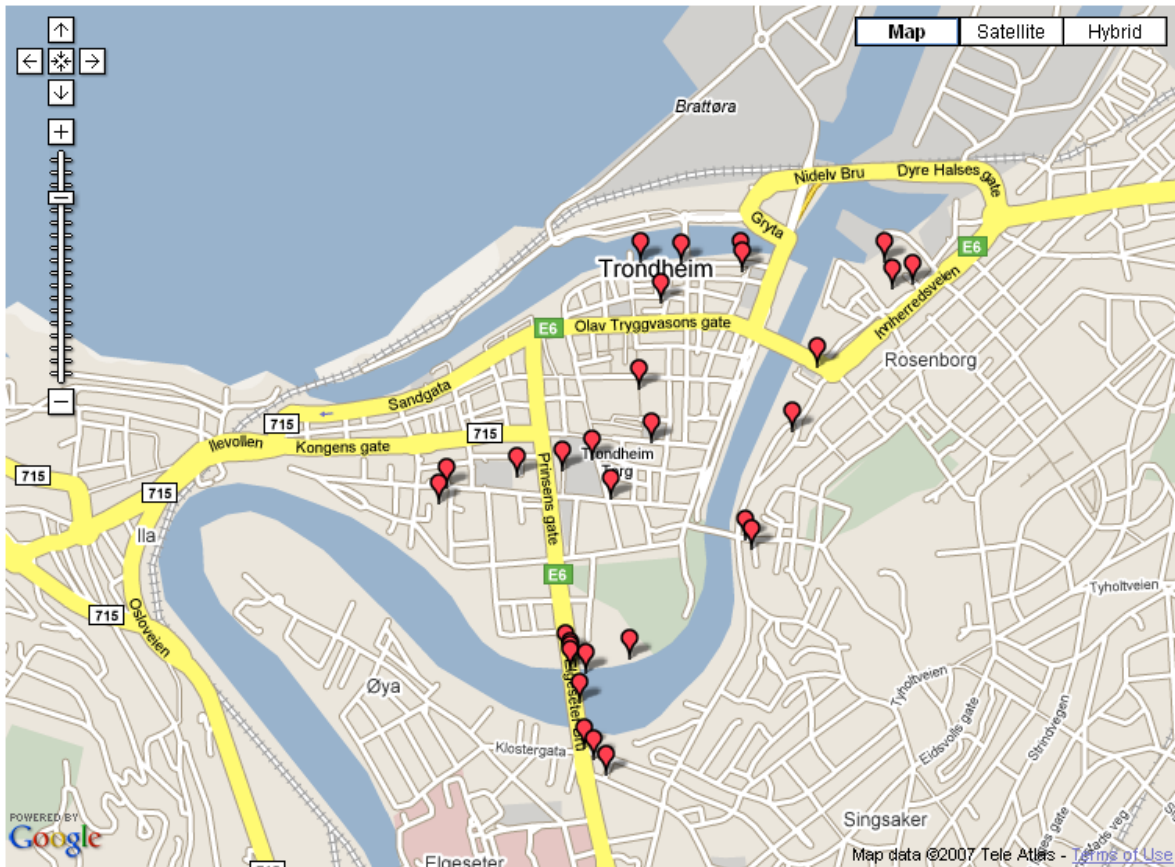 Map
Satellite
Hybrid
Brattøra
Nidelv Bru
Dyre Halses gate
Gryta
E6
Trondheim
Innherredsveien
E6
Olav Tryggvasons gate
Rosenborg
Sandgata
715
715
Ilevollen
Kongens gate
Trondheim
Torg
715
715
Prinsens gate
Ila
E6
Tyholtveien
715
Osloveien
Elgeseter Bru
Øya
Tyholtveien
Strindvegen
Eidsvolls gate
Klostergata
Singsaker
POWERED BY
Google
Elgeseter
Map data ©2007 Tele Atlas - Terms of Use